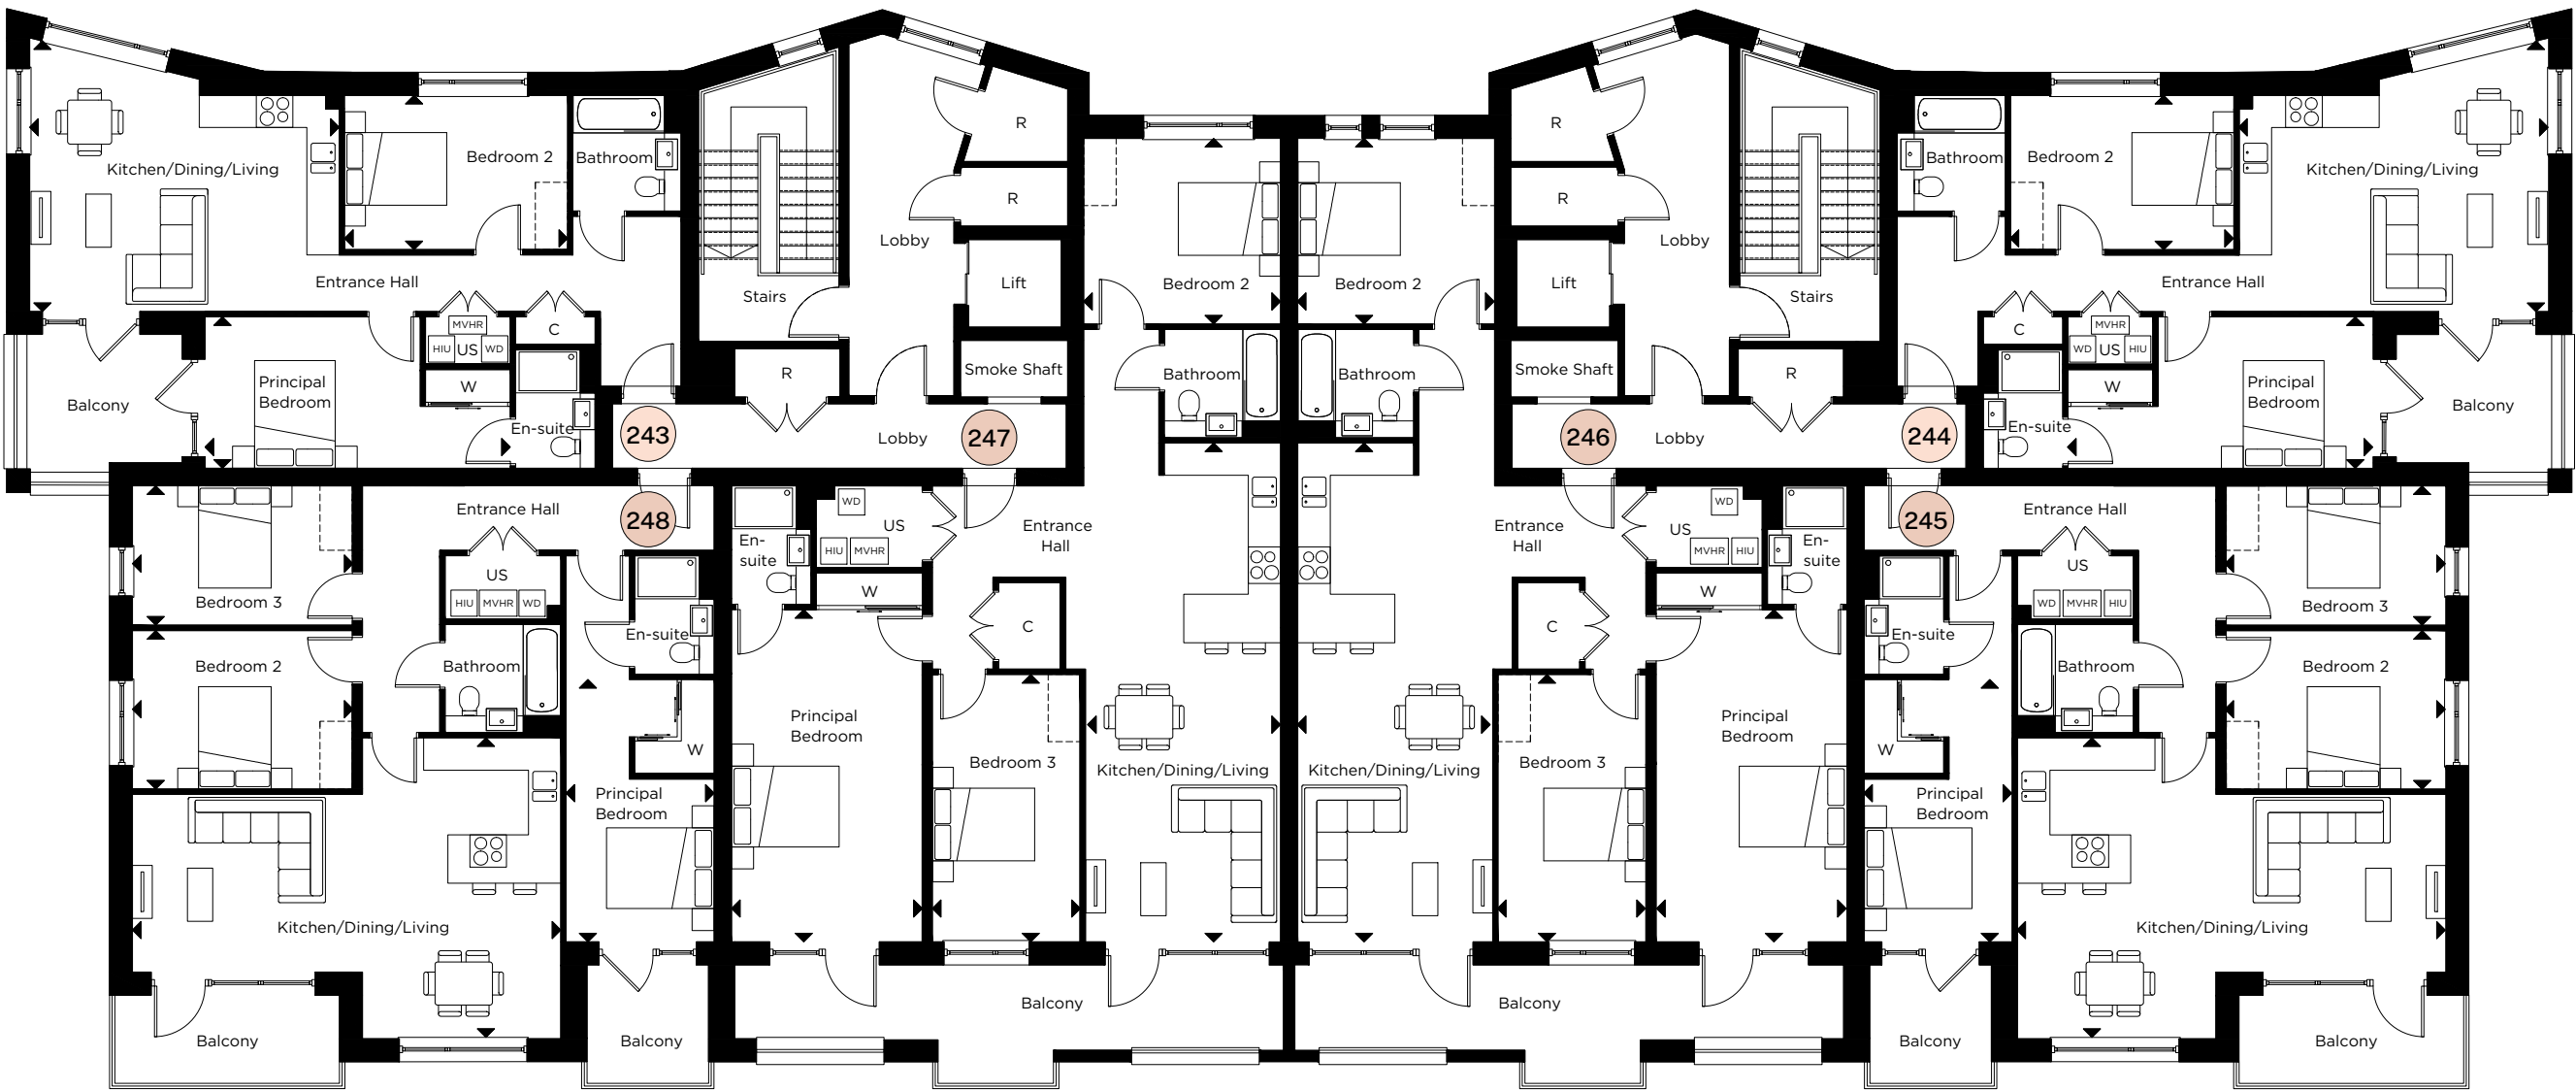 R
R
Kitchen/Dining/Living
Bedroom 2
Bathroom
Bathroom
Bedroom 2
Kitchen/Dining/Living
R
R
Lobby
Lobby
Entrance Hall
Stairs
Lift
Bedroom 2
Bedroom 2
Lift
Stairs
Entrance Hall
MVHR
C
HIU
US
WD
C
MVHR
WD
US
HIU
Smoke Shaft
Bathroom
Bathroom
Smoke Shaft
R
R
Principal
Bedroom
W
W
Principal
Bedroom
Balcony
En-suite
243
Lobby
247
246
Lobby
244
En-suite
Balcony
Entrance Hall
248
WD
US
HIU
MVHR
En-
suite
Entrance
Hall
Entrance
Hall
WD
US
MVHR
HIU
En-
suite
245
Entrance Hall
Bedroom 3
US
HIU
MVHR
WD
W
C
C
W
US
WD
MVHR
HIU
Bedroom 3
Bedroom 2
Bathroom
En-suite
En-suite
Bathroom
Bedroom 2
W
Principal
Bedroom
Principal
Bedroom
W
Principal
Bedroom
Bedroom 3
Kitchen/Dining/Living
Kitchen/Dining/Living
Bedroom 3
Principal
Bedroom
Kitchen/Dining/Living
Kitchen/Dining/Living
Balcony
Balcony
Balcony
Balcony
Balcony
Balcony